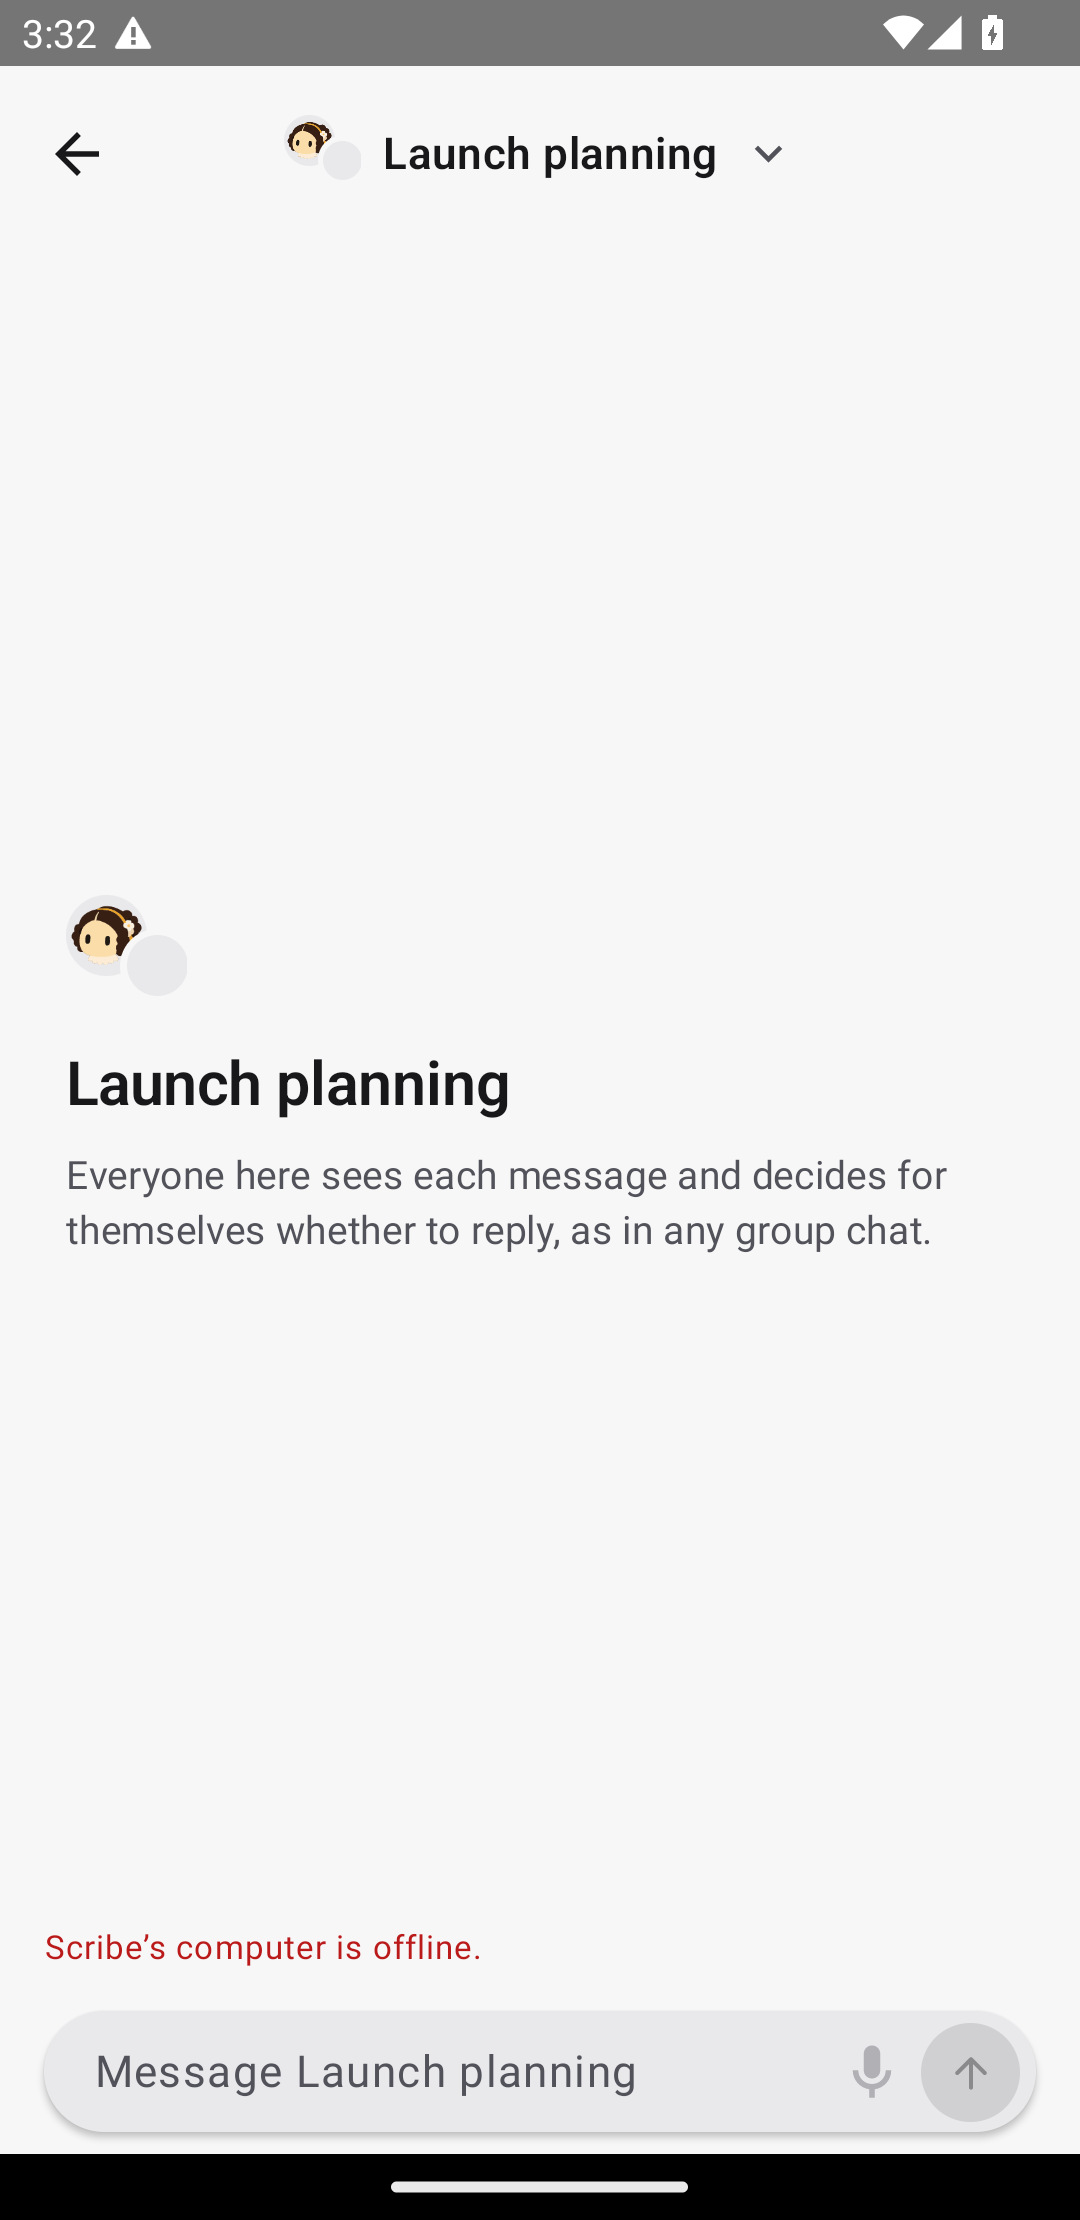 3:32
Launch planning
Launch planning
Everyone here sees each message and decides for
themselves whether to reply, as in any group chat.
Scribe’s computer is offline.
Message Launch planning